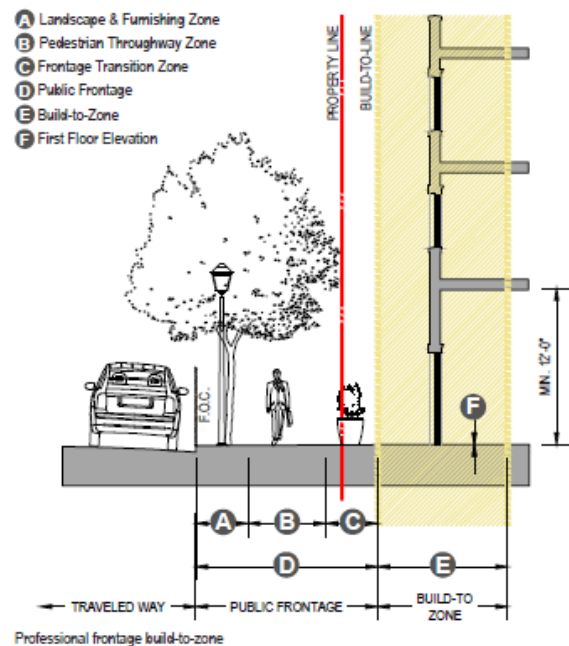 A Landscape & Furnishing Zone
B Pedestrian Throughway Zone
C Frontage Transition Zone
D Public Frontage
E Build-to-Zone
F First Floor Elevation
PROPERTY LINE
BUILD-TO-LINE
F.O.C.
MIN. 12'-0"
F
A
B
C
D
E
TRAVELED WAY
PUBLIC FRONTAGE
BUILD-TO
ZONE
Professional frontage build-to-zone